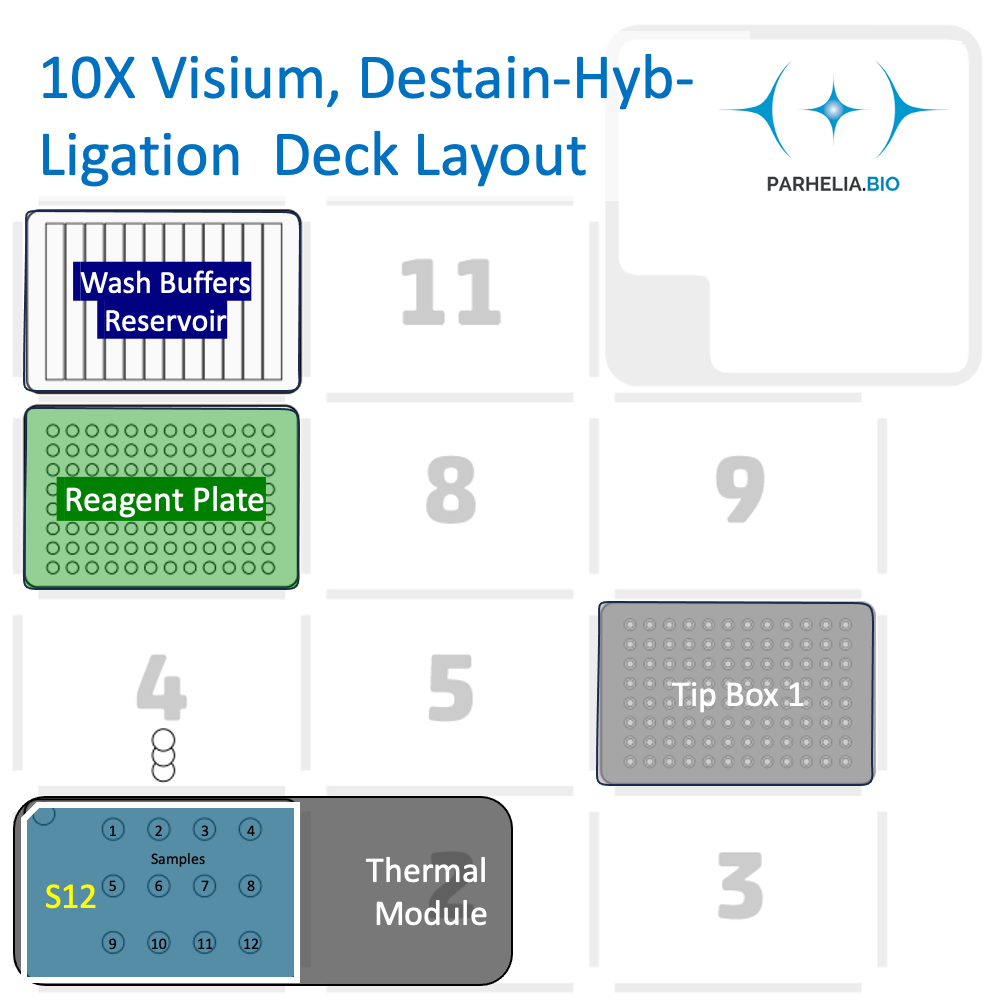 10X Visium, Destain-Hyb-
Ligation  Deck Layout
PARHELIA.BIO
Wash Buffers
Reservoir
11
Reagent Plate
8
9
4
5
Tip Box 1
1 2 3 4
Samples
S12
5 6 7 8
9 10 11 12
Thermal
Module
2
3